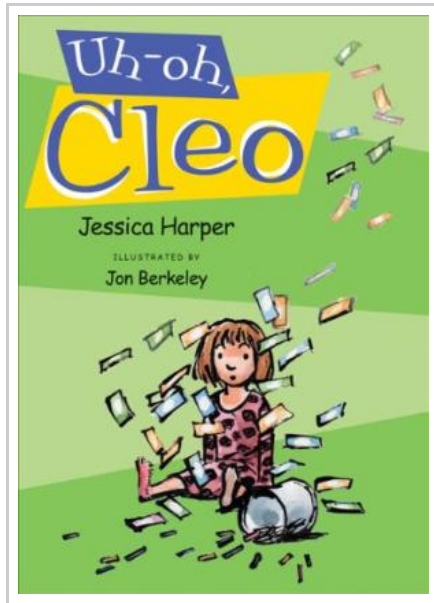 Uh-oh,
Cleo
Jessica Harper
ILLUSTRATED BY
Jon Berkeley